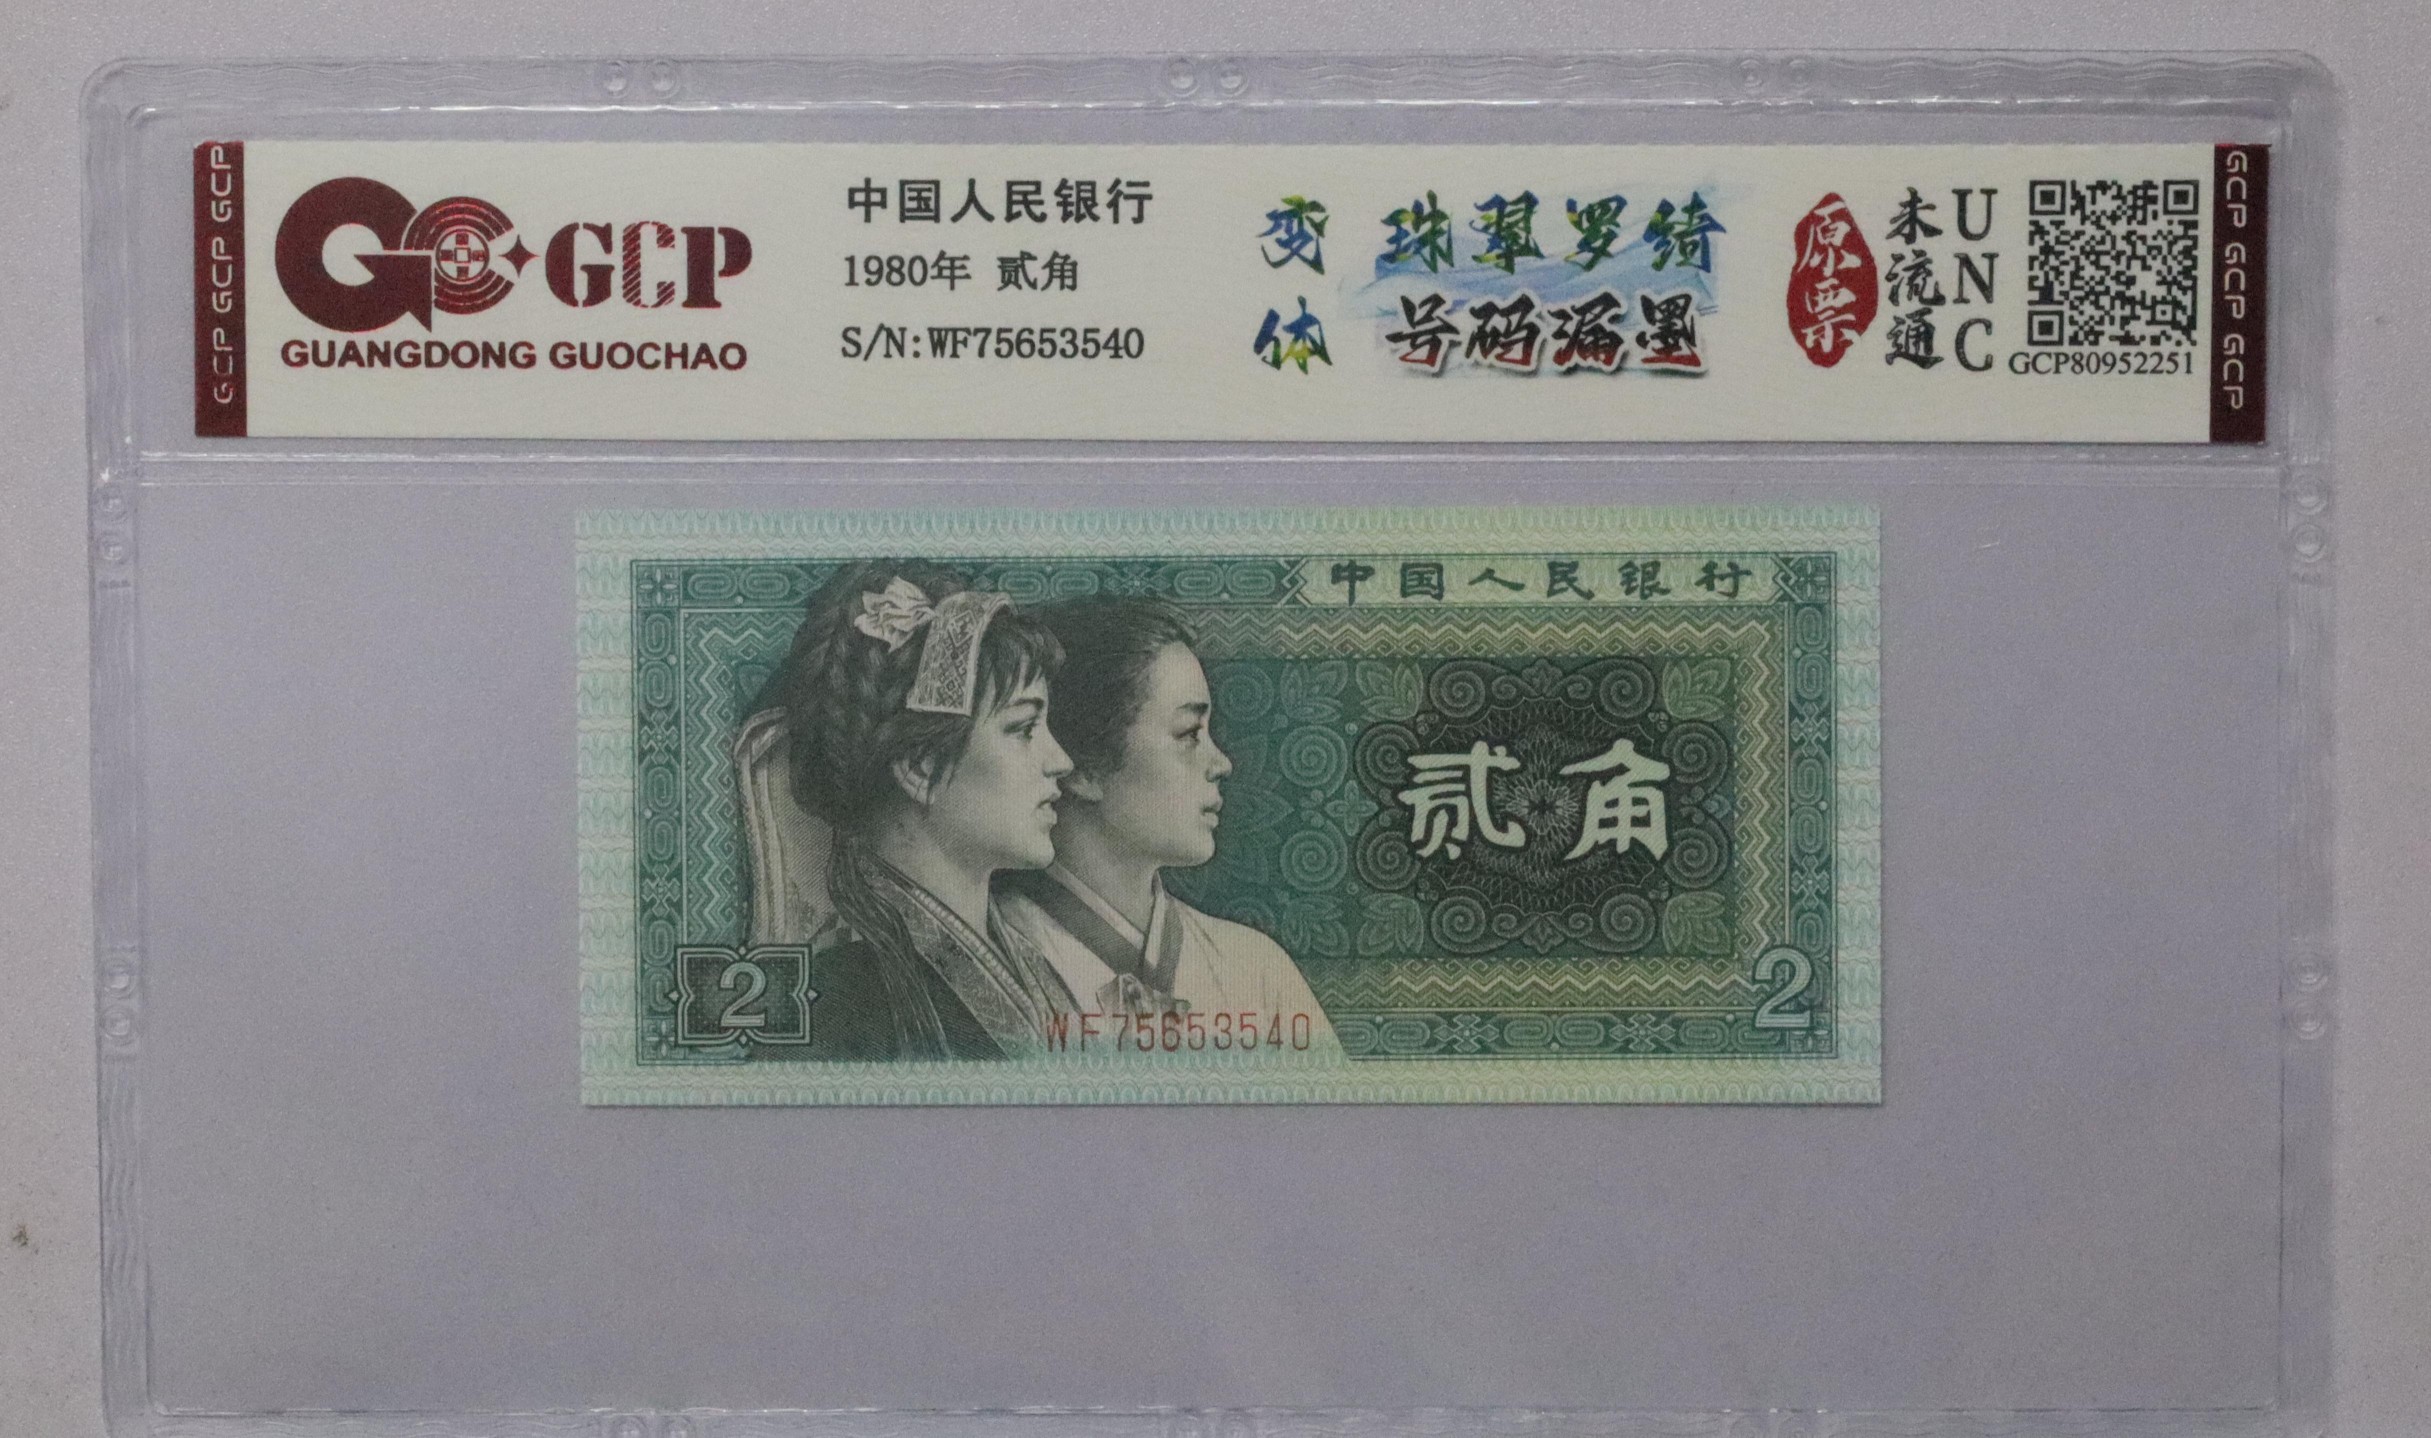 GCP GCP GCP GCP
GCP
GUANGDONG GUOCHAO
中国人民银行
1980年 贰角
S/N:WF75653540
变体
珠翠罗绮
号码漏墨
原票
未流通
UNC
GCP80952251
GCP GCP GCP GCP
中国人民银行
贰角
2
2
WF75653540